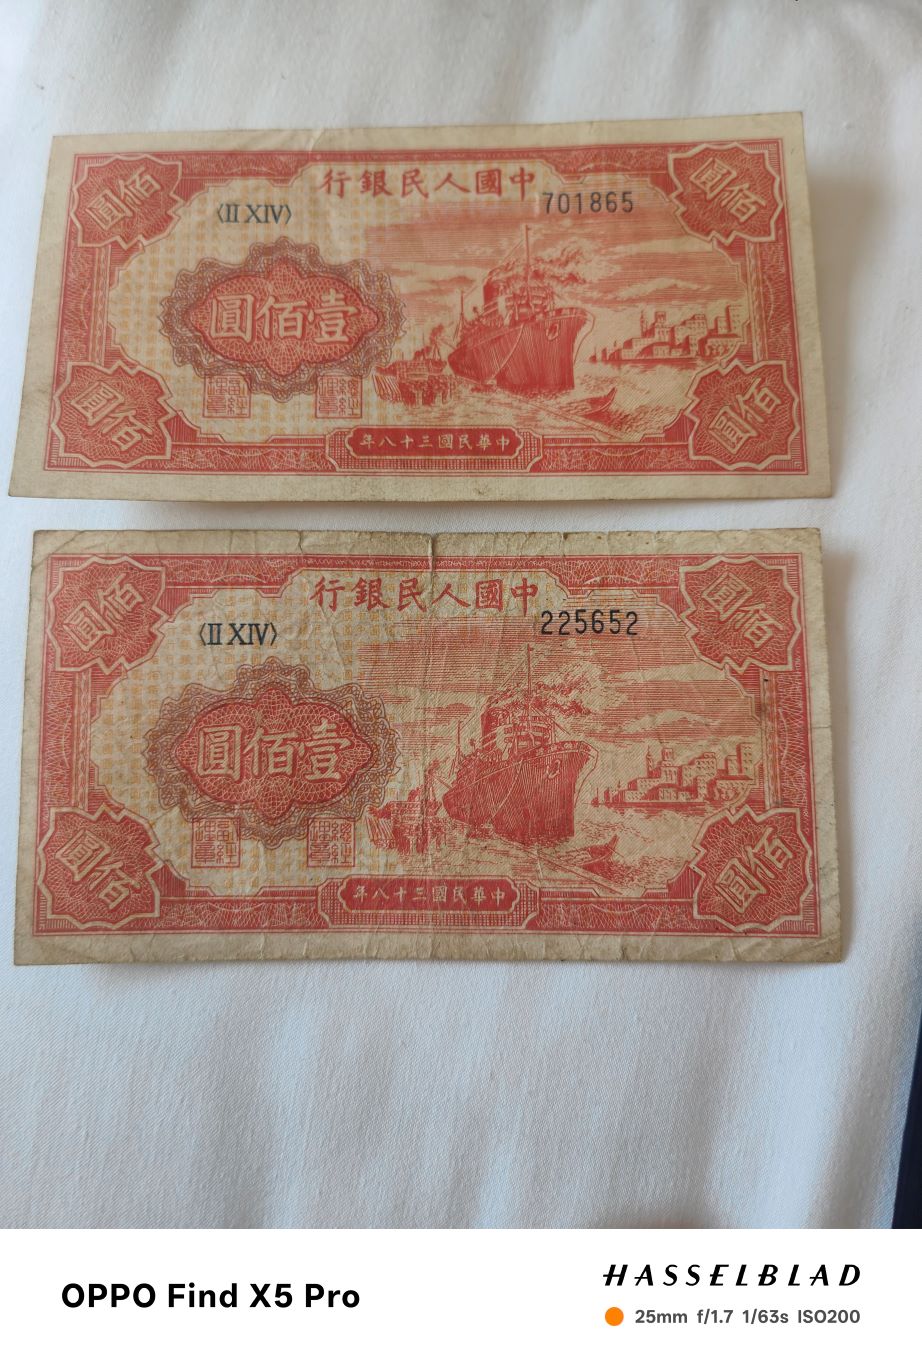 圓佰
行銀民人國中
圓佰
〈II XIV〉
701865
圓佰壹
圓佰
年八十三國民華中
圓佰
圓佰
行銀民人國中
圓佰
〈II XIV〉
225652
圓佰壹
圓佰
年八十三國民華中
圓佰
OPPO Find X5 Pro
HASSELBLAD
25mm f/1.7 1/63s ISO200